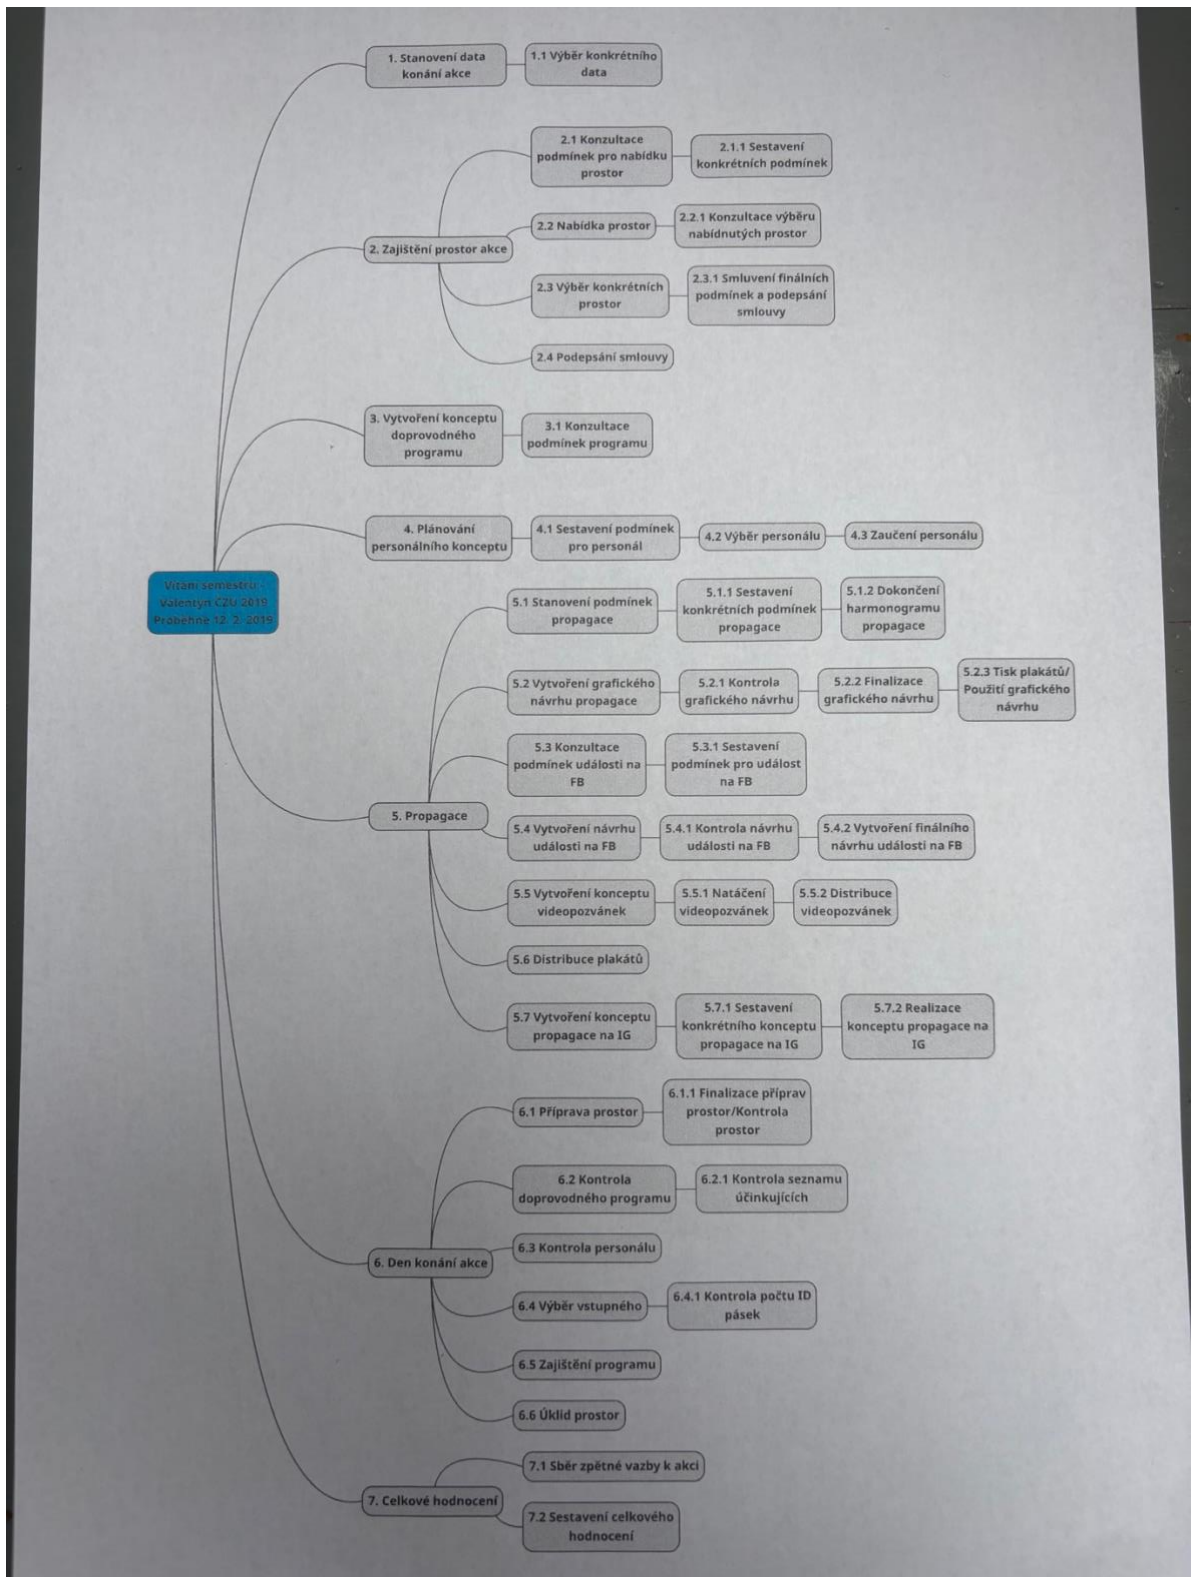 1. Stanovení data
konání akce
1.1 Výběr konkrétního
data
2.1 Konzultace
podmínek pro nabídku
prostor
2.1.1 Sestavení
konkrétních podmínek
2.2 Nabídka prostor
2.2.1 Konzultace výběru
nabídnutých prostor
2. Zajištění prostor akce
2.3 Výběr konkrétních
prostor
2.3.1 Smluvení finálních
podmínek a podepsání
smlouvy
2.4 Podepsání smlouvy
3. Vytvoření konceptu
doprovodného
programu
3.1 Konzultace
podmínek programu
4. Plánování
personálního konceptu
4.1 Sestavení podmínek
pro personál
4.2 Výběr personálu
4.3 Zaučení personálu
Vítání semestru -
Valentýn ČZU 2019
Proběhne 12. 2. 2019
5.1 Stanovení podmínek
propagace
5.1.1 Sestavení
konkrétních podmínek
propagace
5.1.2 Dokončení
harmonogramu
propagace
5.2 Vytvoření grafického
návrhu propagace
5.2.1 Kontrola
grafického návrhu
5.2.2 Finalizace
grafického návrhu
5.2.3 Tisk plakátů/
Použití grafického
návrhu
5.3 Konzultace
podmínek události na
FB
5.3.1 Sestavení
podmínek pro událost
na FB
5. Propagace
5.4 Vytvoření návrhu
události na FB
5.4.1 Kontrola návrhu
události na FB
5.4.2 Vytvoření finálního
návrhu události na FB
5.5 Vytvoření konceptu
videopozvánek
5.5.1 Natáčení
videopozvánek
5.5.2 Distribuce
videopozvánek
5.6 Distribuce plakátů
5.7 Vytvoření konceptu
propagace na IG
5.7.1 Sestavení
konkrétního konceptu
propagace na IG
5.7.2 Realizace
konceptu propagace na
IG
6.1 Příprava prostor
6.1.1 Finalizace příprav
prostor/Kontrola
prostor
6.2 Kontrola
doprovodného programu
6.2.1 Kontrola seznamu
účinkujících
6. Den konání akce
6.3 Kontrola personálu
6.4 Výběr vstupného
6.4.1 Kontrola počtu ID
pásek
6.5 Zajištění programu
6.6 Úklid prostor
7.1 Sběr zpětné vazby k akci
7. Celkové hodnocení
7.2 Sestavení celkového
hodnocení